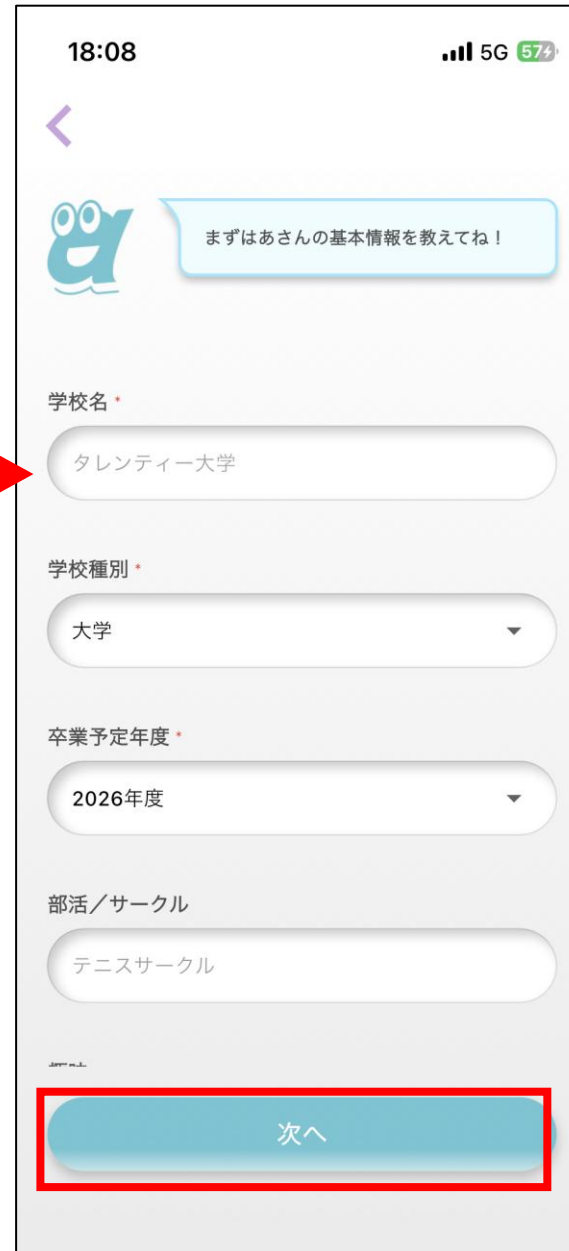 18:08
5G 57
まずはあさんの基本情報を教えてね！
学校名 *
タレンティー大学
学校種別 *
大学
卒業予定年度 *
2026年度
部活／サークル
テニスサークル
次へ